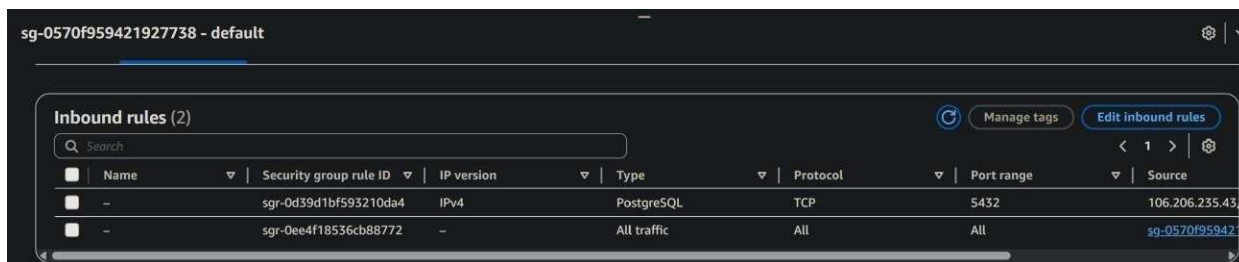 sg-0570f959421927738 - default
Inbound rules (2)
Manage tags
Edit inbound rules
Search
1
Name Security group rule ID IP version Type Protocol Port range Source
– sgr-0d39d1bf593210da4 IPv4 PostgreSQL TCP 5432 106.206.235.43/
– sgr-0ee4f18536cb88772 – All traffic All All sg-0570f95942